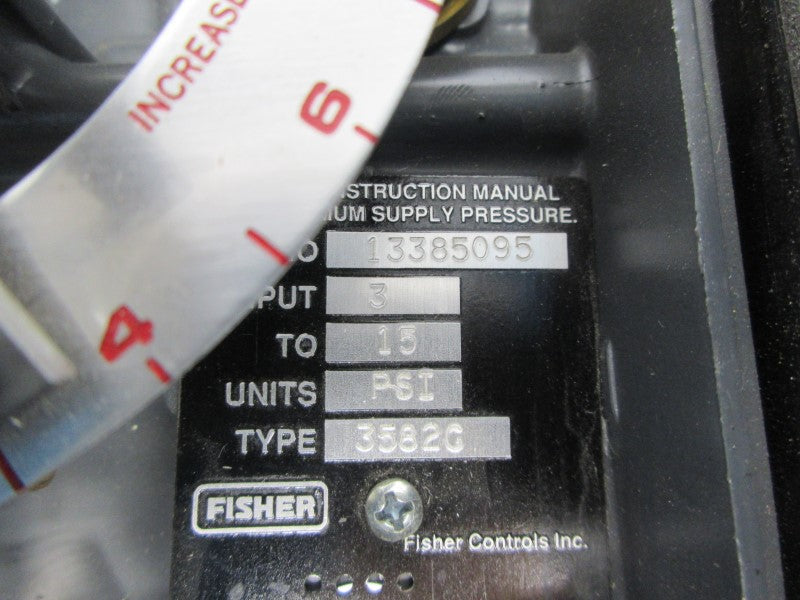 INCREASE
6
4
INSTRUCTION MANUAL
MUM SUPPLY PRESSURE.
O 13385095
PUT 3
TO 15
UNITS PSI
TYPE 3582G
FISHER
Fisher Controls Inc.